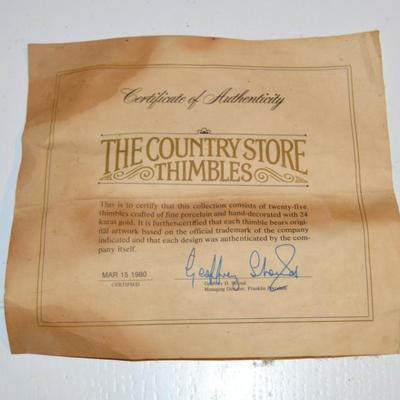 Certificate of Authenticity
THE COUNTRY STORE
THIMBLES
This is to certify that this collection consists of twenty-five
thimbles crafted of fine porcelain and hand-decorated with 24
karat gold. It is further certified that each thimble bears origi-
nal artwork based on the official trademark of the company
indicated and that each design was authenticated by the com-
pany itself.
MAR 15 1980
CERTIFIED
Geoffrey D.
Managing Director, Franklin Porcelain